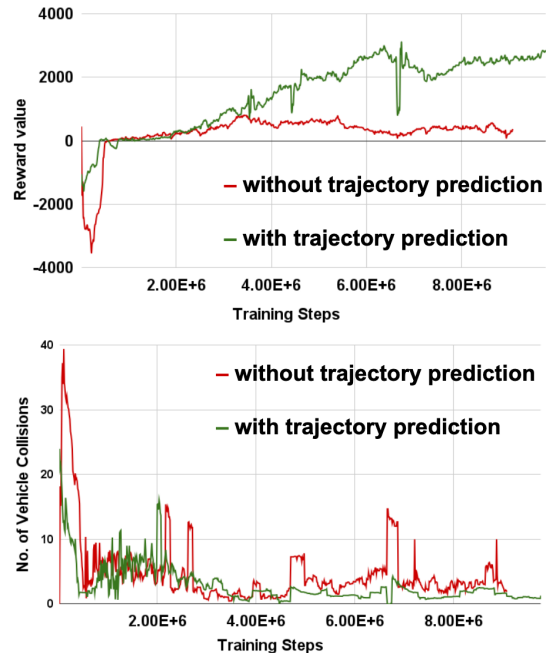 4000
2000
0
-2000
-4000
Reward value
without trajectory prediction
with trajectory prediction
2.00E+6 4.00E+6 6.00E+6 8.00E+6
Training Steps
40
30
20
10
0
No. of Vehicle Collisions
without trajectory prediction
with trajectory prediction
2.00E+6 4.00E+6 6.00E+6 8.00E+6
Training Steps